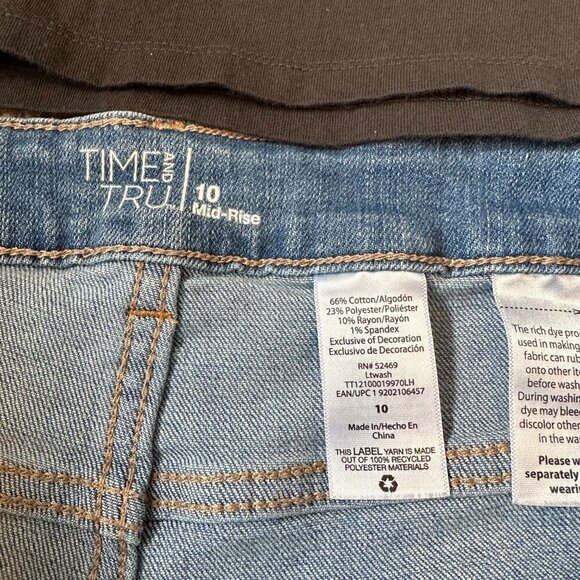 TIME AND
TRU
10
Mid-Rise
66% Cotton/Algodón
23% Polyester/Poliéster
10% Rayon/Rayón
1% Spandex
Exclusive of Decoration
Exclusivo de Decoración
RN# 52469
Ltwash
TT12100019970LH
EAN/UPC 1 9202106457
10
Made In/Hecho En
China
THIS LABEL YARN IS MADE
OUT OF 100% RECYCLED
POLYESTER MATERIALS
The rich dye pro
used in making
fabric can rub
onto other ite
before washi
During washin
dye may blee
discolor othe
in the wa
Please w
separately
weari